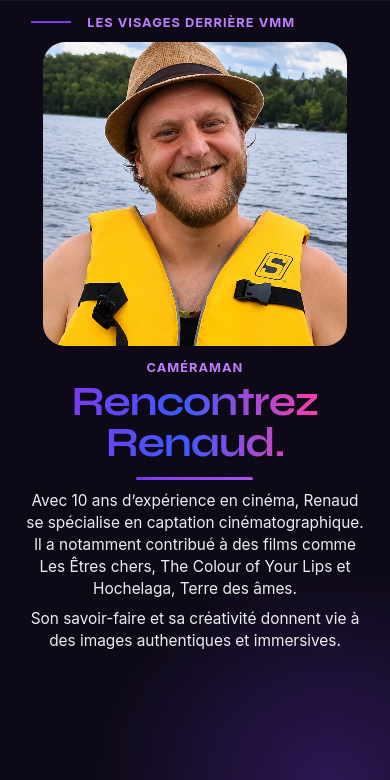 LES VISAGES DERRIÈRE VMM
S
CAMÉRAMAN
Rencontrez
Renaud.
Avec 10 ans d’expérience en cinéma, Renaud
se spécialise en captation cinématographique.
Il a notamment contribué à des films comme
Les Êtres chers, The Colour of Your Lips et
Hochelaga, Terre des âmes.
Son savoir-faire et sa créativité donnent vie à
des images authentiques et immersives.